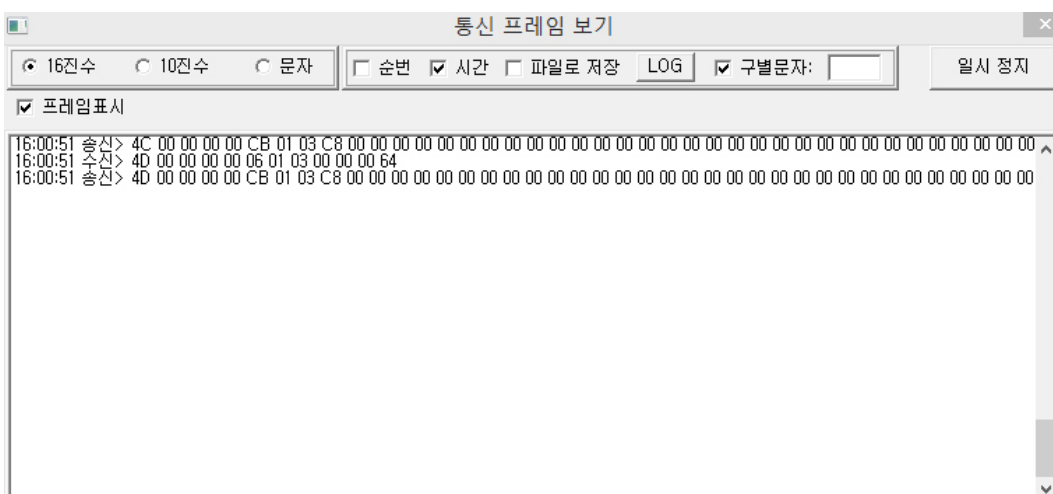 통신 프레임 보기
16진수 10진수 문자 순번 시간 파일로 저장 LOG 구별문자: 일시 정지
프레임표시
16:00:51 송신> 4C 00 00 00 00 CB 01 03 C8 00 00 00 00 00 00 00 00 00 00 00 00 00 00 00 00 00 00 00 00 00 00 00 00 00 00 00 00 00 00 00
16:00:51 수신> 4D 00 00 00 00 06 01 03 00 00 00 64
16:00:51 송신> 4D 00 00 00 00 CB 01 03 C8 00 00 00 00 00 00 00 00 00 00 00 00 00 00 00 00 00 00 00 00 00 00 00 00 00 00 00 00 00 00 00